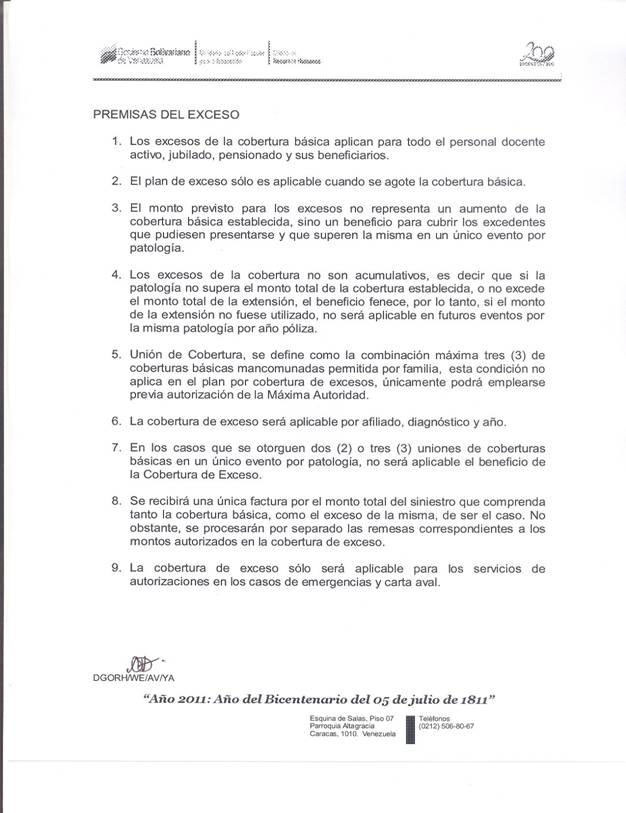 Gobierno Bolivariano
de Venezuela
Recursos Humanos
200
PREMISAS DEL EXCESO
1. Los excesos de la cobertura básica aplican para todo el personal docente
activo, jubilado, pensionado y sus beneficiarios.
2. El plan de exceso sólo es aplicable cuando se agote la cobertura básica.
3. El monto previsto para los excesos no representa un aumento de la
cobertura básica establecida, sino un beneficio para cubrir los excedentes
que pudiesen presentarse y que superen la misma en un único evento por
patología.
4. Los excesos de la cobertura no son acumulativos, es decir que si la
patología no supera el monto total de la cobertura establecida, o no excede
el monto total de la extensión, el beneficio fenece, por lo tanto, si el monto
de la extensión no fuese utilizado, no será aplicable en futuros eventos por
la misma patología por año póliza.
5. Unión de Cobertura, se define como la combinación máxima tres (3) de
coberturas básicas mancomunadas permitida por familia, esta condición no
aplica en el plan por cobertura de excesos, únicamente podrá emplearse
previa autorización de la Máxima Autoridad.
6. La cobertura de exceso será aplicable por afiliado, diagnóstico y año.
7. En los casos que se otorguen dos (2) o tres (3) uniones de coberturas
básicas en un único evento por patología, no será aplicable el beneficio de
la Cobertura de Exceso.
8. Se recibirá una única factura por el monto total del siniestro que comprenda
tanto la cobertura básica, como el exceso de la misma, de ser el caso. No
obstante, se procesarán por separado las remesas correspondientes a los
montos autorizados en la cobertura de exceso.
9. La cobertura de exceso sólo será aplicable para los servicios de
autorizaciones en los casos de emergencias y carta aval.
DGORH/WE/AV/YA
“Año 2011: Año del Bicentenario del 05 de julio de 1811”
Esquina de Salas, Piso 07
Parroquia Altagracia
Caracas, 1010. Venezuela
Teléfonos
(0212) 506-80-67